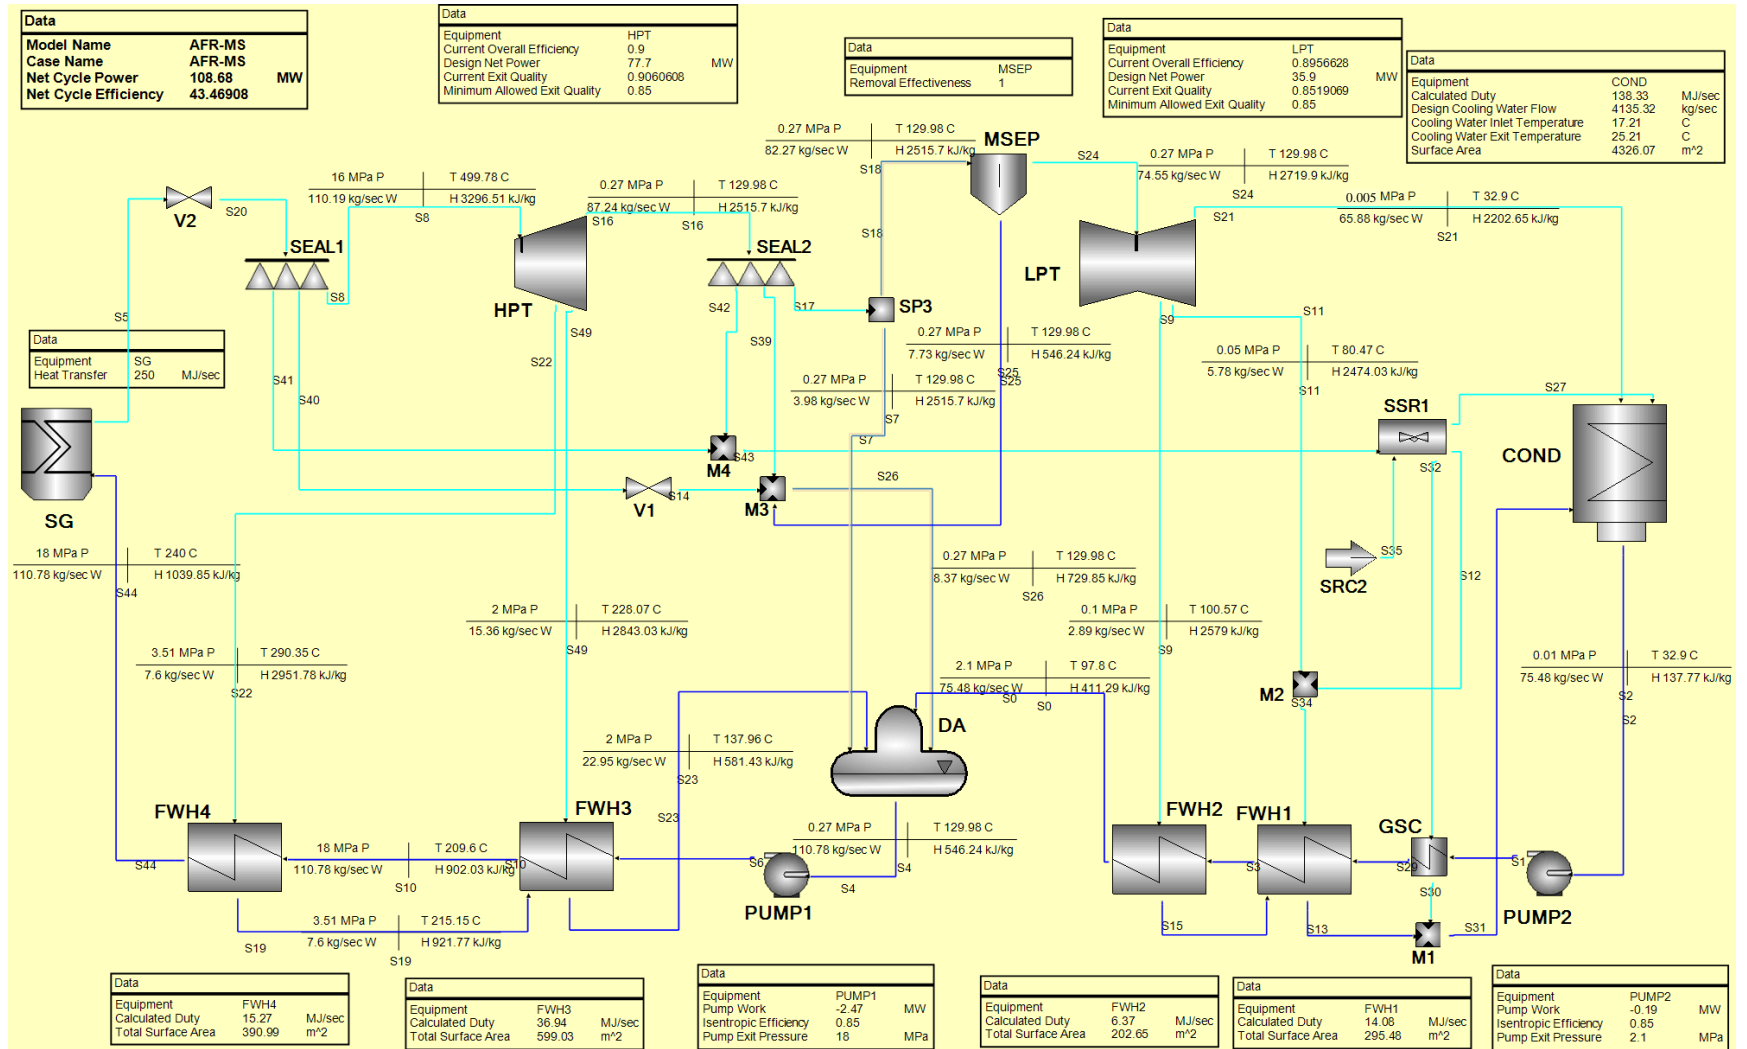 Data
Model Name AFR-MS
Case Name AFR-MS
Net Cycle Power 108.68 MW
Net Cycle Efficiency 43.46908
Data
Equipment HPT
Current Overall Efficiency 0.9
Design Net Power 77.7 MW
Current Exit Quality 0.9060608
Minimum Allowed Exit Quality 0.85
Data
Equipment MSEP
Removal Effectiveness 1
Data
Equipment LPT
Current Overall Efficiency 0.8956628
Design Net Power 35.9 MW
Current Exit Quality 0.8519069
Minimum Allowed Exit Quality 0.85
Data
Equipment COND
Calculated Duty 138.33 MJ/sec
Design Cooling Water Flow 4135.32 kg/sec
Cooling Water Inlet Temperature 17.21 C
Cooling Water Exit Temperature 25.21 C
Surface Area 4326.07 m^2
0.27 MPa P T 129.98 C
82.27 kg/sec W H 2515.7 kJ/kg
S18
MSEP
S24
0.27 MPa P T 129.98 C
74.55 kg/sec W H 2719.9 kJ/kg
S24
16 MPa P T 499.78 C
110.19 kg/sec W H 3296.51 kJ/kg
S8
0.27 MPa P T 129.98 C
87.24 kg/sec W H 2515.7 kJ/kg
S16
S16
0.005 MPa P T 32.9 C
65.88 kg/sec W H 2202.65 kJ/kg
S21
S21
V2
S20
SEAL1
S8
HPT
SEAL2
S18
LPT
S42
S17
SP3
S5
S22
S49
S39
S9
S11
Data
Equipment SG
Heat Transfer 250 MJ/sec
0.27 MPa P T 129.98 C
7.73 kg/sec W H 546.24 kJ/kg
S25
S25
0.05 MPa P T 80.47 C
5.78 kg/sec W H 2474.03 kJ/kg
S11
S41
S40
0.27 MPa P T 129.98 C
3.98 kg/sec W H 2515.7 kJ/kg
S7
S7
S27
SSR1
COND
SG
M4
S43
S32
V1
S14
M3
S26
SRC2
S35
S12
18 MPa P T 240 C
110.78 kg/sec W H 1039.85 kJ/kg
S44
0.27 MPa P T 129.98 C
8.37 kg/sec W H 729.85 kJ/kg
S26
2 MPa P T 228.07 C
15.36 kg/sec W H 2843.03 kJ/kg
S49
0.1 MPa P T 100.57 C
2.89 kg/sec W H 2579 kJ/kg
S9
3.51 MPa P T 290.35 C
7.6 kg/sec W H 2951.78 kJ/kg
S22
2.1 MPa P T 97.8 C
75.48 kg/sec W H 411.29 kJ/kg
S0
S0
0.01 MPa P T 32.9 C
75.48 kg/sec W H 137.77 kJ/kg
S2
S2
M2
S34
DA
2 MPa P T 137.96 C
22.95 kg/sec W H 581.43 kJ/kg
S23
S23
FWH4
FWH3
FWH2
FWH1
GSC
0.27 MPa P T 129.98 C
110.78 kg/sec W H 546.24 kJ/kg
S4
S4
18 MPa P T 209.6 C
110.78 kg/sec W H 902.03 kJ/kg
S10
S10
S44
S6
S3
S29
S1
S30
PUMP1
PUMP2
3.51 MPa P T 215.15 C
7.6 kg/sec W H 921.77 kJ/kg
S19
S19
S15
S13
S31
M1
Data
Equipment FWH4
Calculated Duty 15.27 MJ/sec
Total Surface Area 390.99 m^2
Data
Equipment FWH3
Calculated Duty 36.94 MJ/sec
Total Surface Area 599.03 m^2
Data
Equipment PUMP1
Pump Work -2.47 MW
Isentropic Efficiency 0.85
Pump Exit Pressure 18 MPa
Data
Equipment FWH2
Calculated Duty 6.37 MJ/sec
Total Surface Area 202.65 m^2
Data
Equipment FWH1
Calculated Duty 14.08 MJ/sec
Total Surface Area 295.48 m^2
Data
Equipment PUMP2
Pump Work -0.19 MW
Isentropic Efficiency 0.85
Pump Exit Pressure 2.1 MPa